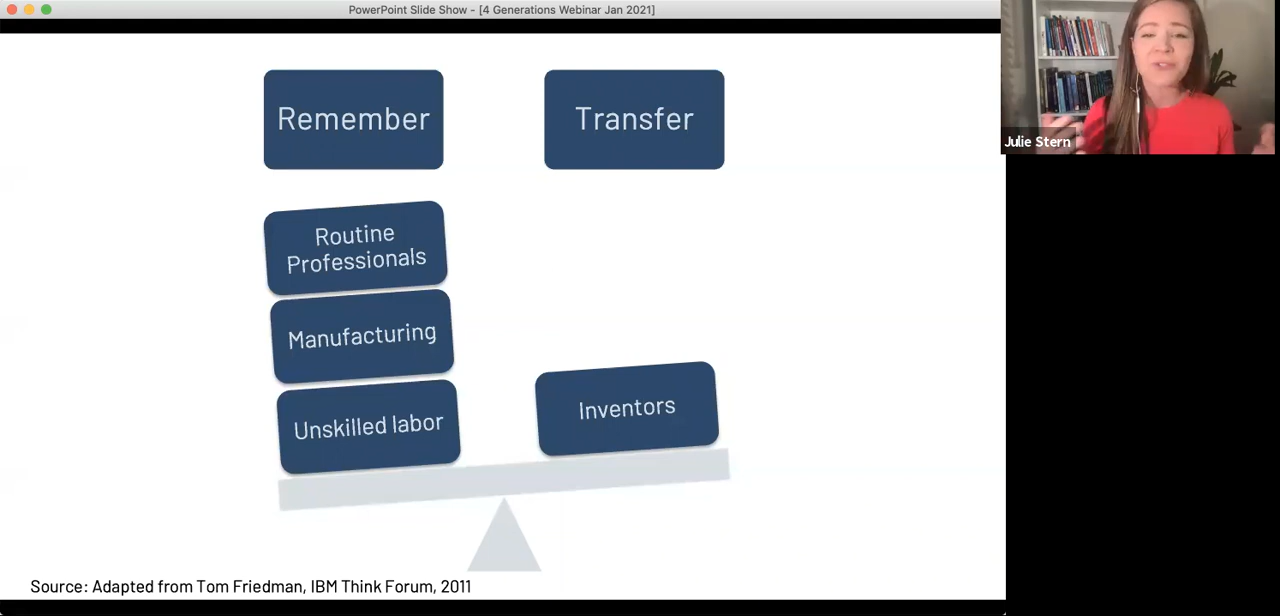 PowerPoint Slide Show - [4 Generations Webinar Jan 2021]
Remember
Transfer
Routine
Professionals
Manufacturing
Unskilled labor
Inventors
Source: Adapted from Tom Friedman, IBM Think Forum, 2011
Julie Stern